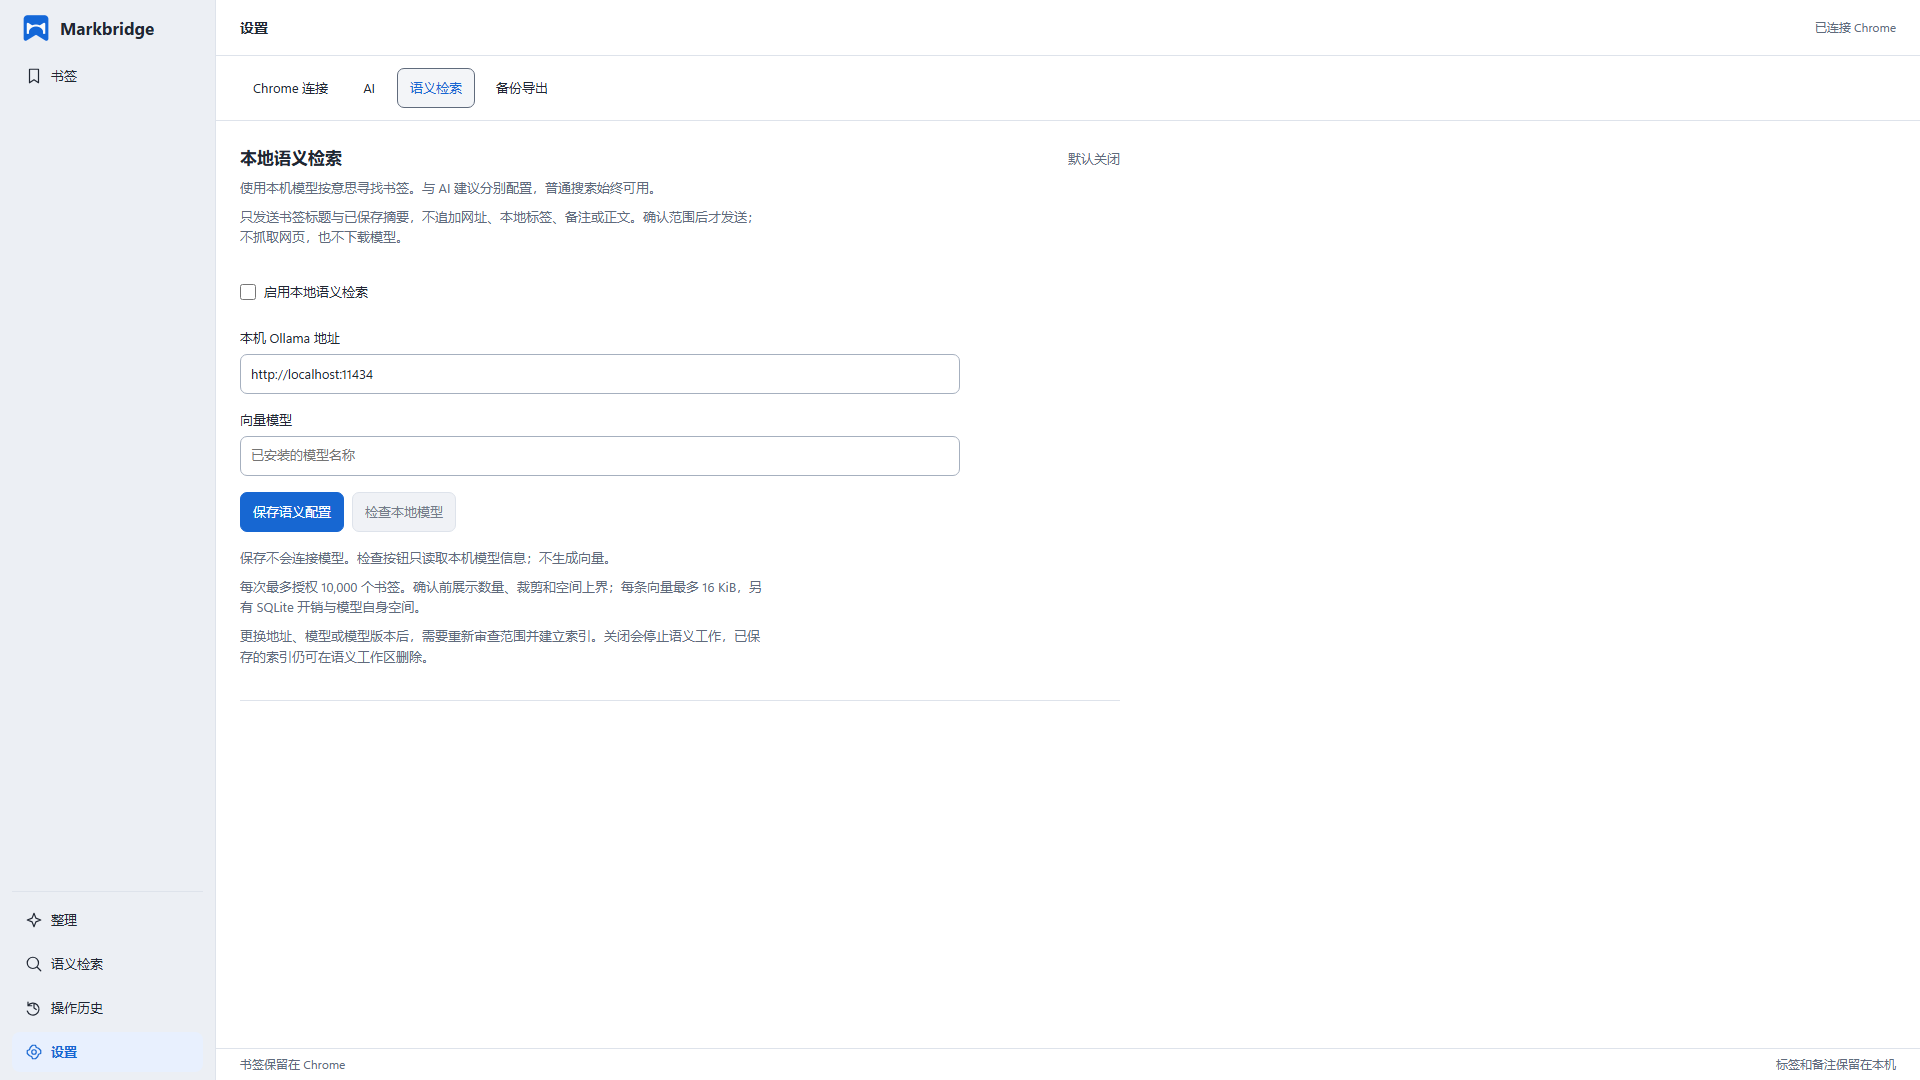 Markbridge
书签
整理
语义检索
操作历史
设置
设置
已连接 Chrome
Chrome 连接
AI
语义检索
备份导出
本地语义检索
默认关闭
使用本机模型按意思寻找书签。与 AI 建议分别配置，普通搜索始终可用。
只发送书签标题与已保存摘要，不追加网址、本地标签、备注或正文。确认范围后才发送；
不抓取网页，也不下载模型。
启用本地语义检索
本机 Ollama 地址
http://localhost:11434
向量模型
已安装的模型名称
保存语义配置
检查本地模型
保存不会连接模型。检查按钮只读取本机模型信息；不生成向量。
每次最多授权 10,000 个书签。确认前展示数量、裁剪和空间上界；每条向量最多 16 KiB，另
有 SQLite 开销与模型自身空间。
更换地址、模型或模型版本后，需要重新审查范围并建立索引。关闭会停止语义工作，已保
存的索引仍可在语义工作区删除。
书签保留在 Chrome
标签和备注保留在本机